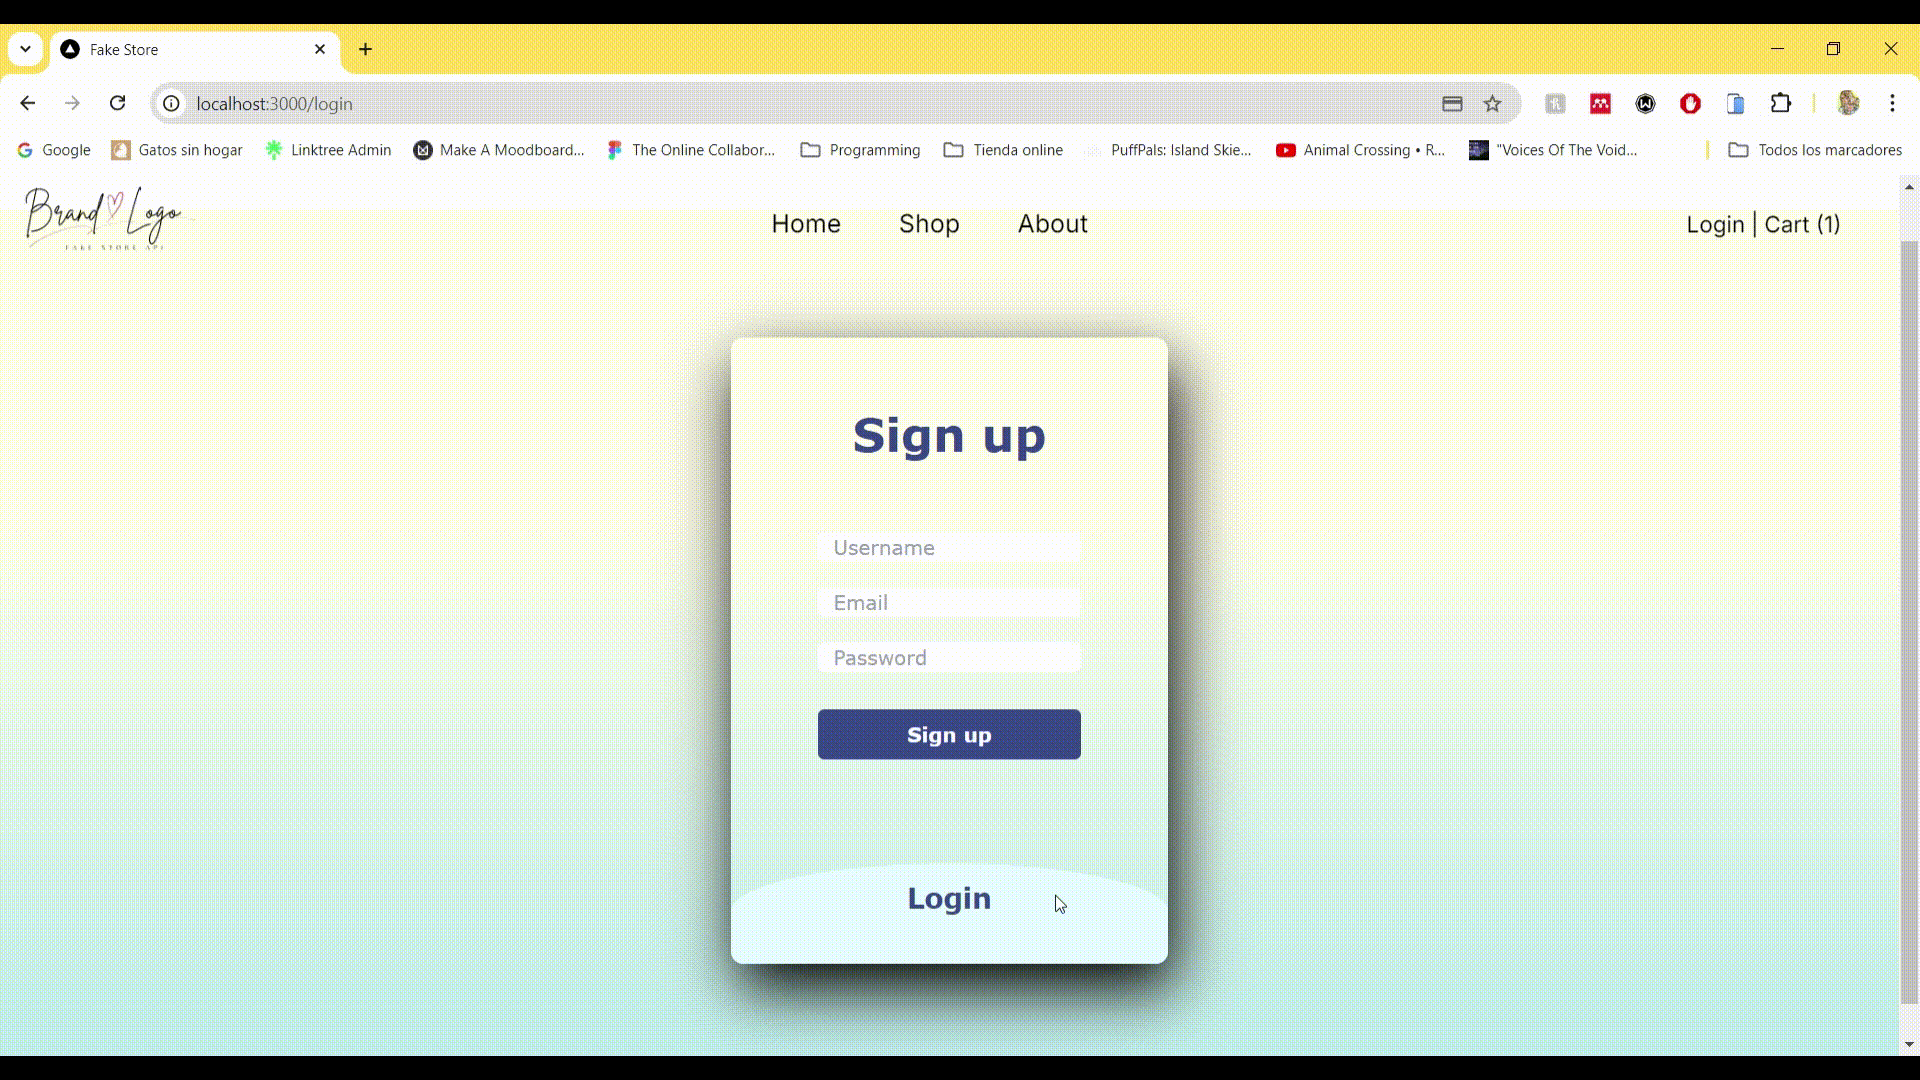 Fake Store
localhost:3000/login
Google Gatos sin hogar Linktree Admin Make A Moodboard... The Online Collabor... Programming Tienda online PuffPals: Island Skie... Animal Crossing • R... "Voices Of The Void... Todos los marcadores
Brand Logo
FAKE STORE API
Home Shop About Login | Cart (1)
Sign up
Username
Email
Password
Sign up
Login